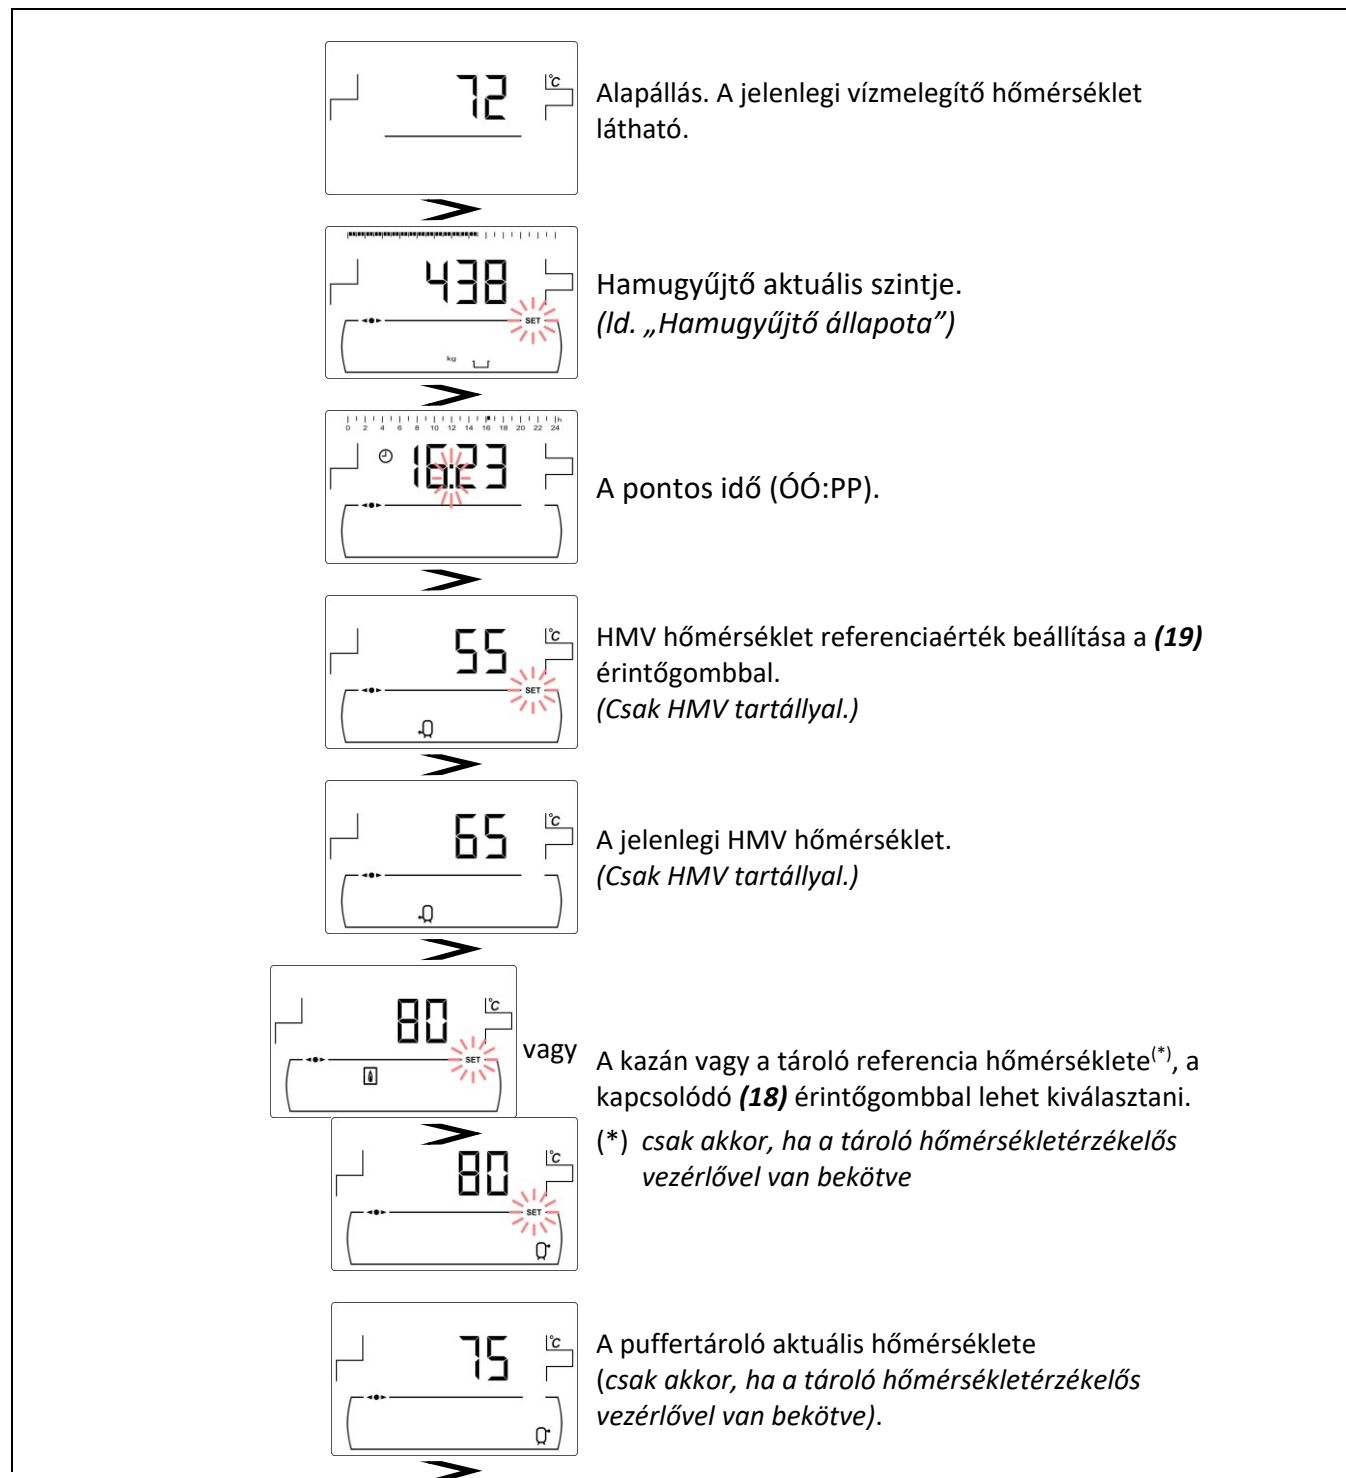 72 °C
Alapállás. A jelenlegi vízmelegítő hőmérséklet
látható.
438
SET
kg
Hamugyűjtő aktuális szintje.
(ld. „Hamugyűjtő állapota”)
0 2 4 6 8 10 12 14 16 18 20 22 24 h
16:23
A pontos idő (ÓÓ:PP).
55 °C
SET
HMV hőmérséklet referenciaérték beállítása a (19)
érintőgombbal.
(Csak HMV tartállyal.)
65 °C
A jelenlegi HMV hőmérséklet.
(Csak HMV tartállyal.)
80 °C
SET
vagy
80 °C
SET
A kazán vagy a tároló referencia hőmérséklete(*), a
kapcsolódó (18) érintőgombbal lehet kiválasztani.
(*) csak akkor, ha a tároló hőmérsékletérzékelős
vezérlővel van bekötve
75 °C
A puffertároló aktuális hőmérséklete
(csak akkor, ha a tároló hőmérsékletérzékelős
vezérlővel van bekötve).